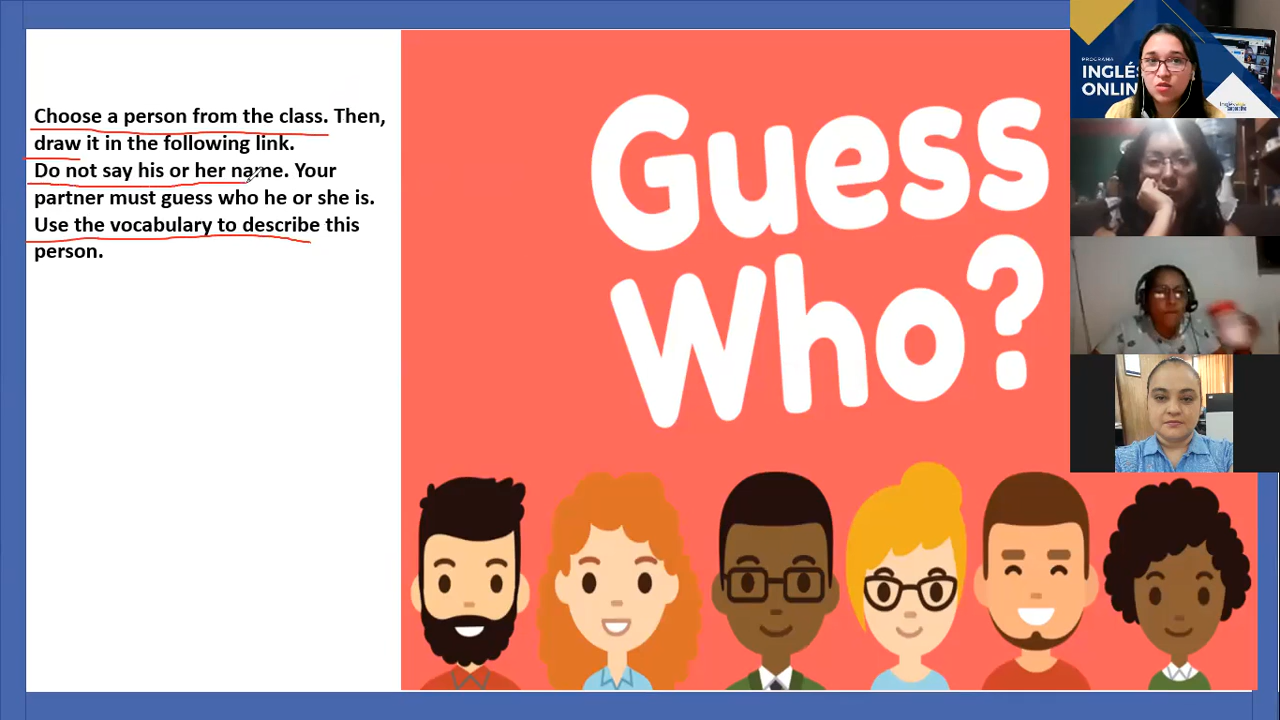 Choose a person from the class. Then,
draw it in the following link.
Do not say his or her name. Your
partner must guess who he or she is.
Use the vocabulary to describe this
person.
Guess
Who?
PROGRAMA
INGLÉS
ONLIN